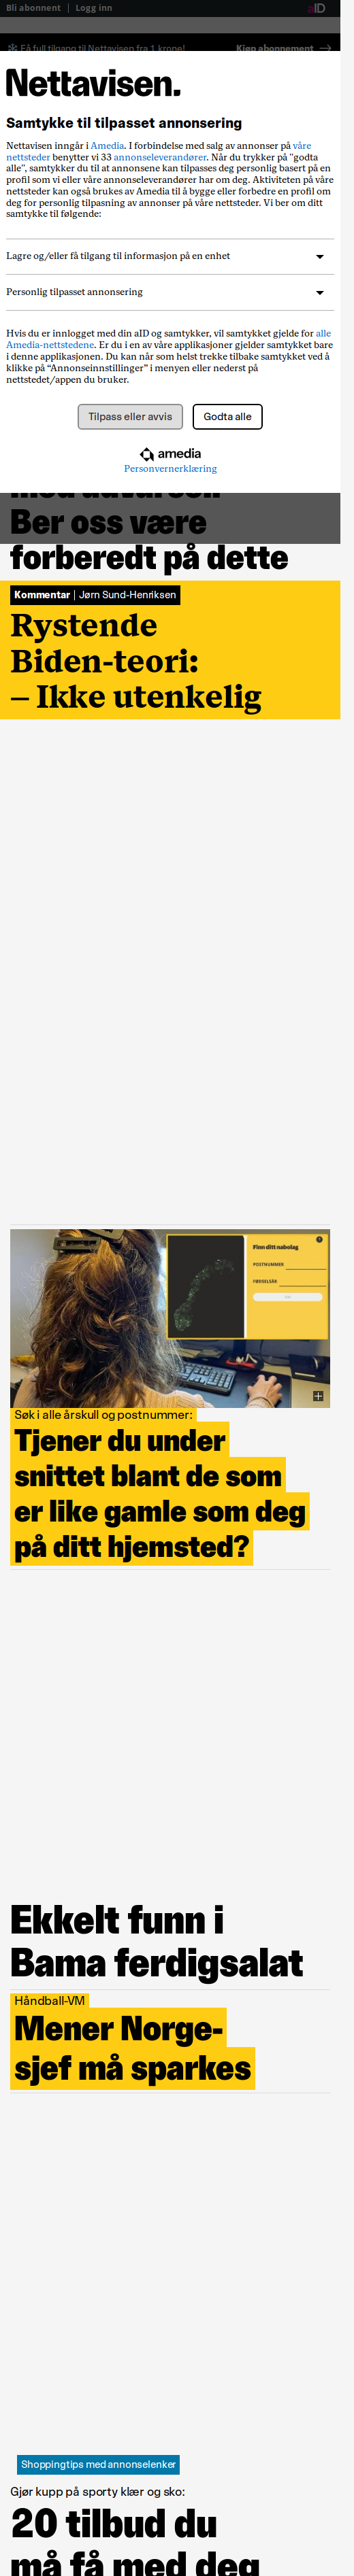 Bli abonnent | Logg inn
aID
Få full tilgang til Nettavisen fra 1 krone!
Kjøp abonnement →
Nettavisen.
Samtykke til tilpasset annonsering
Nettavisen inngår i Amedia. I forbindelse med salg av annonser på våre
nettsteder benytter vi 33 annonseleverandører. Når du trykker på "godta
alle", samtykker du til at annonsene kan tilpasses deg personlig basert på en
profil som vi eller våre annonseleverandører har om deg. Aktiviteten på våre
nettsteder kan også brukes av Amedia til å bygge eller forbedre en profil om
deg for personlig tilpasning av annonser på våre nettsteder. Vi ber om ditt
samtykke til følgende:
Lagre og/eller få tilgang til informasjon på en enhet
Personlig tilpasset annonsering
Hvis du er innlogget med din aID og samtykker, vil samtykket gjelde for alle
Amedia-nettstedene. Er du i en av våre applikasjoner gjelder samtykket bare
i denne applikasjonen. Du kan når som helst trekke tilbake samtykket ved å
klikke på “Annonseinnstillinger” i menyen eller nederst på
nettstedet/appen du bruker.
Tilpass eller avvis
Godta alle
amedia
Personvernerklæring
med advarsel:
Ber oss være
forberedt på dette
Kommentar | Jørn Sund-Henriksen
Rystende
Biden-teori:
– Ikke utenkelig
Finn ditt nabolag
POSTNUMMER
FØDSELSÅR
Søk i alle årskull og postnummer:
Tjener du under
snittet blant de som
er like gamle som deg
på ditt hjemsted?
Ekkelt funn i
Bama ferdigsalat
Håndball-VM
Mener Norge-
sjef må sparkes
Shoppingtips med annonselenker
Gjør kupp på sporty klær og sko:
20 tilbud du
må få med deg